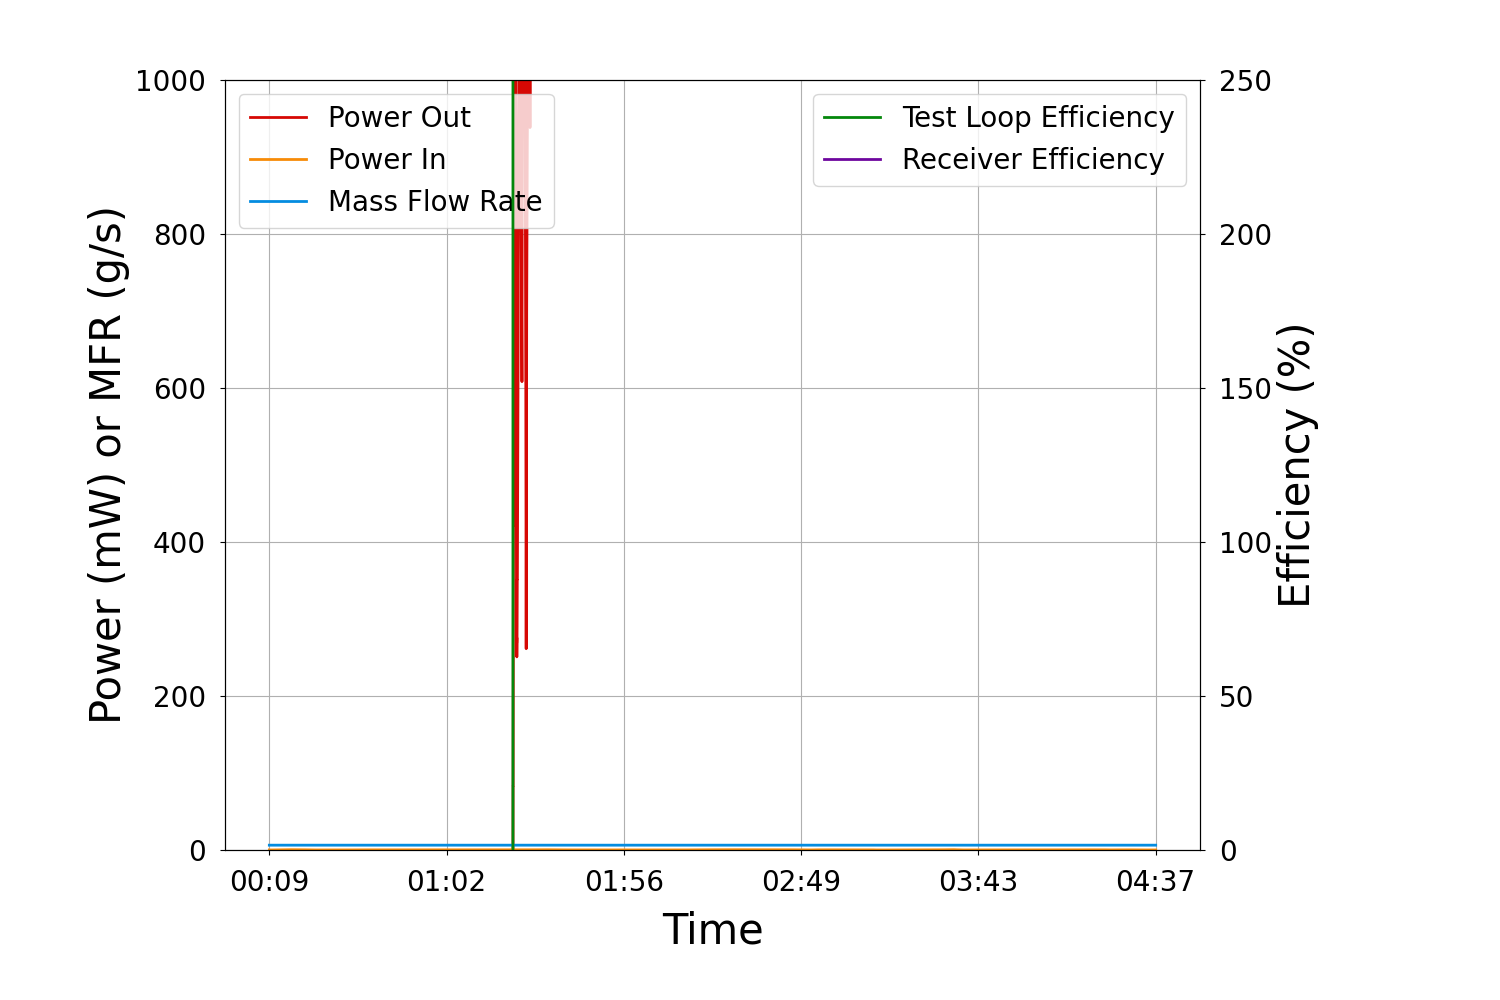 1000
800
600
400
200
0
Power (mW) or MFR (g/s)
Power Out
Power In
Mass Flow Rate
Test Loop Efficiency
Receiver Efficiency
250
200
150
100
50
0
Efficiency (%)
00:09 01:02 01:56 02:49 03:43 04:37
Time